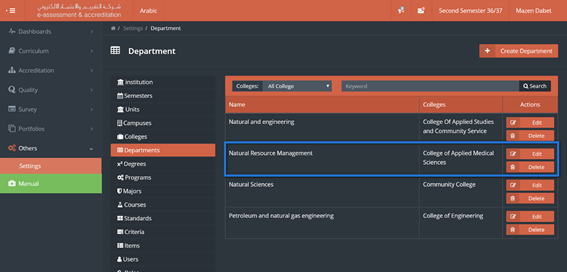 شركة التقييم والاعتماد الالكتروني
e-assessment & accreditation
Arabic
Second Semester 36/37
Mazen Dabet
Dashboards
Curriculum
Accreditation
Quality
Survey
Portfolios
Others
Settings
Manual
/ Settings / Department
Department
Create Department
Institution
Semesters
Units
Campuses
Colleges
Departments
Degrees
Programs
Majors
Courses
Standards
Criteria
Items
Users
Colleges: All College Keyword Search
Name Colleges Actions
Natural and engineering College Of Applied Studies
and Community Service
Edit
Delete
Natural Resource Management College of Applied Medical
Sciences
Edit
Delete
Natural Sciences Community College
Edit
Delete
Petroleum and natural gas engineering College of Engineering
Edit
Delete